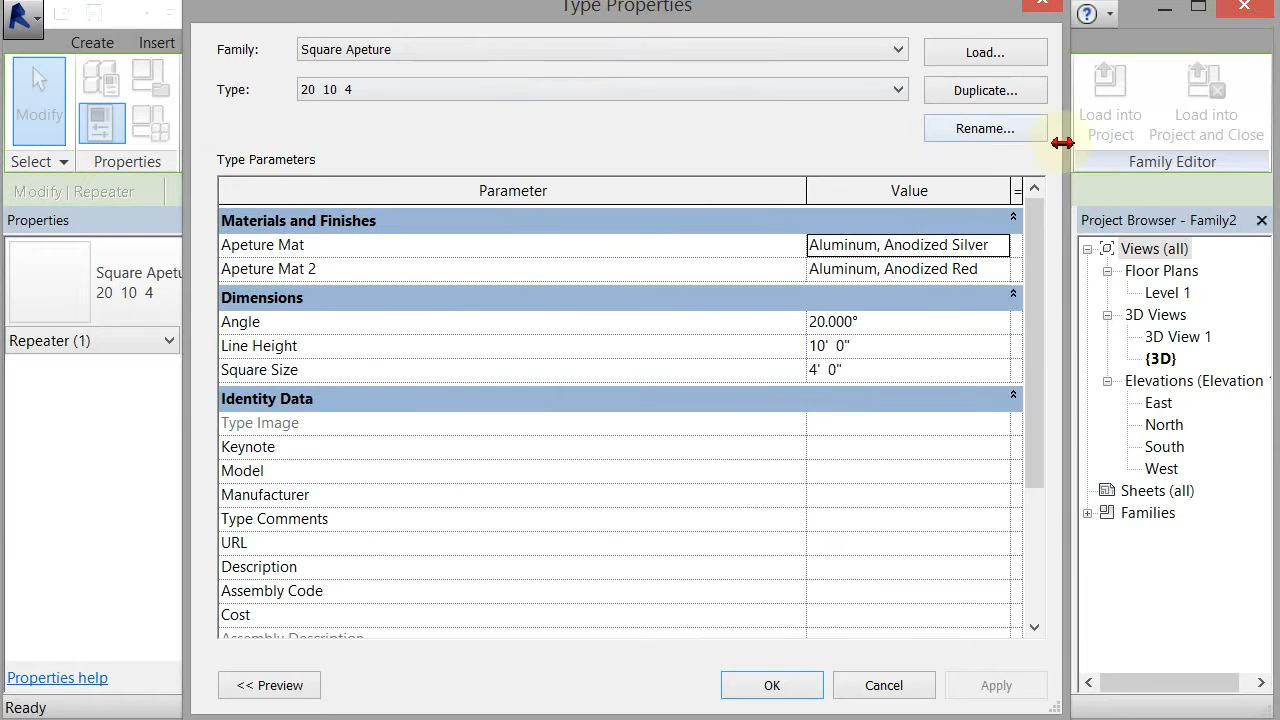 Type Properties
Create Insert
Family: Square Apeture Load...
Type: 20 10 4 Duplicate...
Rename...
Modify
Load into Project
Load into Project and Close
Select Properties
Family Editor
Type Parameters
Modify | Repeater
Parameter Value =
Properties
Square Apetu
20 10 4
Repeater (1)
Materials and Finishes
Apeture Mat Aluminum, Anodized Silver
Apeture Mat 2 Aluminum, Anodized Red
Dimensions
Angle 20.000°
Line Height 10' 0"
Square Size 4' 0"
Identity Data
Type Image
Keynote
Model
Manufacturer
Type Comments
URL
Description
Assembly Code
Cost
Assembly Description
<< Preview OK Cancel Apply
Properties help
Ready
Project Browser - Family2
Views (all)
Floor Plans
Level 1
3D Views
3D View 1
{3D}
Elevations (Elevation
East
North
South
West
Sheets (all)
Families